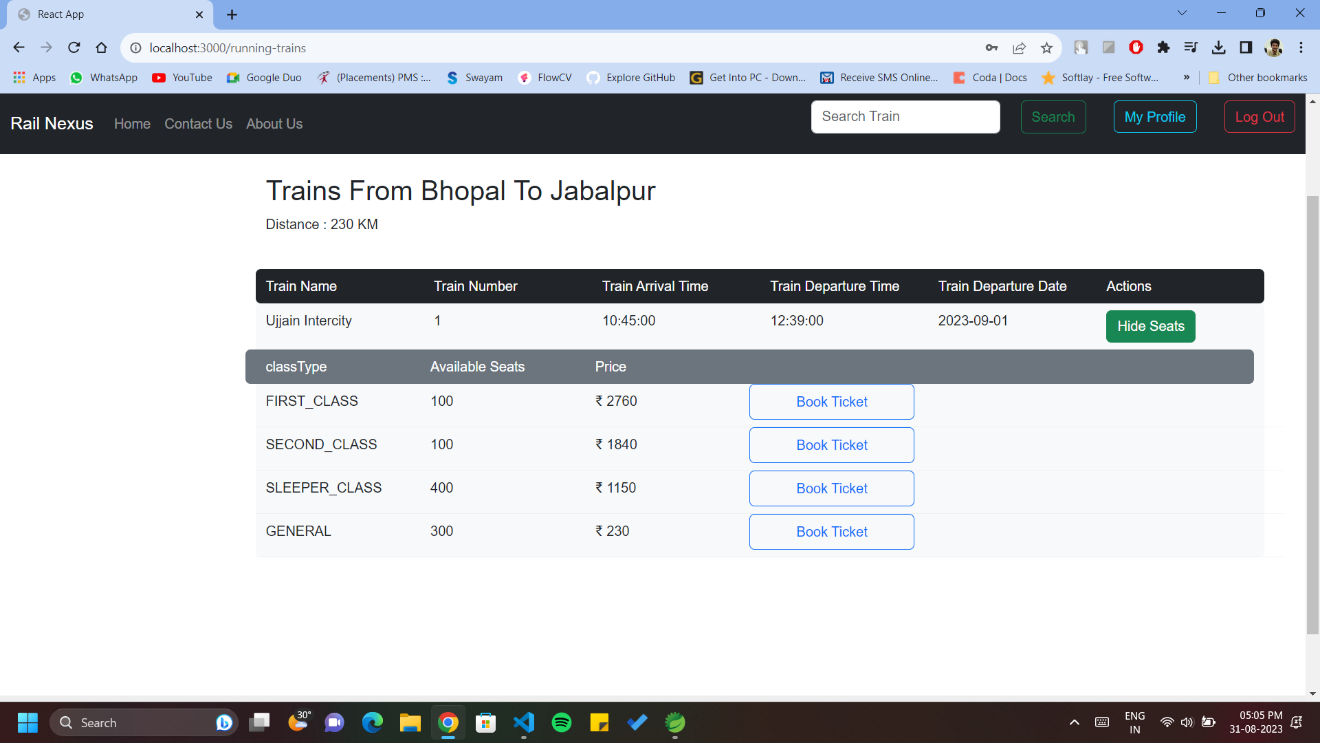 React App
localhost:3000/running-trains
Apps WhatsApp YouTube Google Duo (Placements) PMS :... Swayam FlowCV Explore GitHub Get Into PC - Down... Receive SMS Online... Coda | Docs Softlay - Free Softw... » Other bookmarks
Rail Nexus Home Contact Us About Us Search Train Search My Profile Log Out
Trains From Bhopal To Jabalpur
Distance : 230 KM
Train Name Train Number Train Arrival Time Train Departure Time Train Departure Date Actions
Ujjain Intercity 1 10:45:00 12:39:00 2023-09-01 Hide Seats
classType Available Seats Price
FIRST_CLASS 100 ₹ 2760 Book Ticket
SECOND_CLASS 100 ₹ 1840 Book Ticket
SLEEPER_CLASS 400 ₹ 1150 Book Ticket
GENERAL 300 ₹ 230 Book Ticket
Search 30° ENG 05:05 PM
IN 31-08-2023